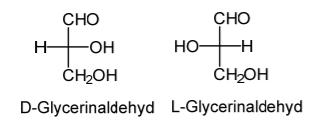 CHO CHO
H OH HO H
CH2OH CH2OH
D-Glycerinaldehyd L-Glycerinaldehyd